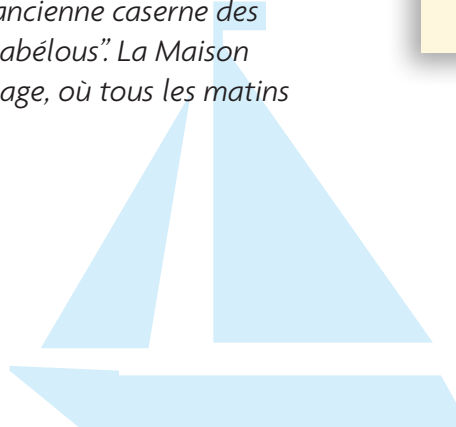 ancienne caserne des
abélous”. La Maison
age, où tous les matins